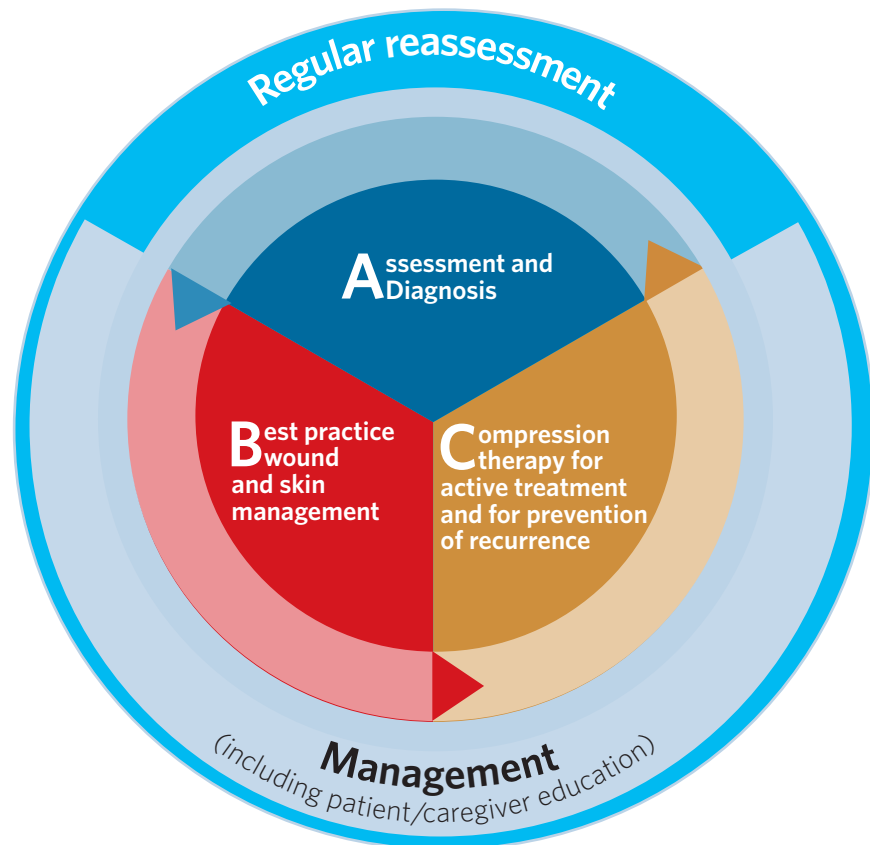 Regular reassessment
Assessment and
Diagnosis
Best practice
wound
and skin
management
Compression
therapy for
active treatment
and for prevention
of recurrence
Management
(including patient/caregiver education)